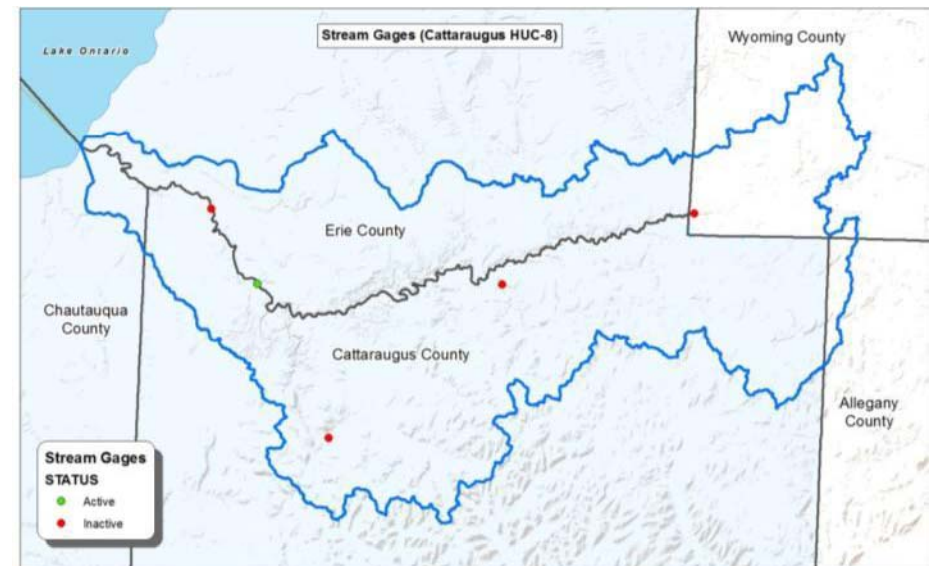 Stream Gages (Cattaraugus HUC-8)
Wyoming County
Lake Ontario
Erie County
Chautauqua
County
Cattaraugus County
Allegany
County
Stream Gages
STATUS
Active
Inactive